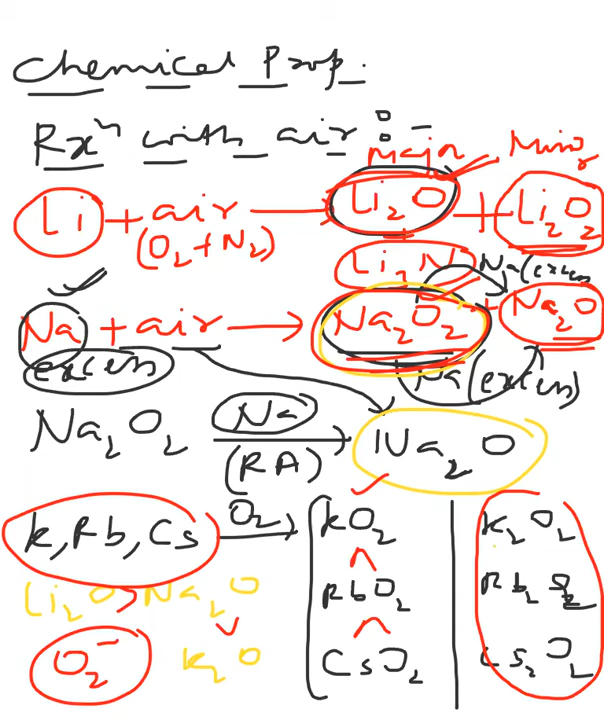 Chemical Prop.
Rxⁿ with air :-
Major Minor
Li + air → Li₂O + Li₂O₂
(O₂+N₂)
Li₃N Na(excess
Na + air → Na₂O₂ + Na₂O
excess Na(excess)
Na₂O₂ Na (RA) → Na₂O
K, Rb, Cs O₂ → KO₂ | K₂O₂
Li₂O > Na₂O RbO₂ | Rb₂O₂
O₂⁻ K₂O CsO₂ | Cs₂O₂